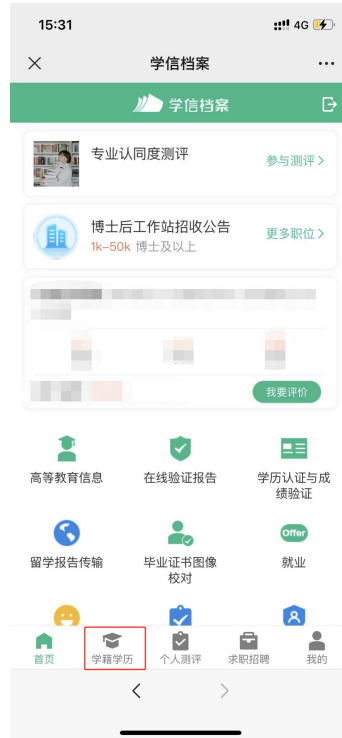 15:31
4G
学信档案
学信档案
专业认同度测评
参与测评 >
博士后工作站招收公告
1k-50k 博士及以上
更多职位 >
我要评价
高等教育信息
在线验证报告
学历认证与成
绩验证
留学报告传输
毕业证书图像
校对
Offer
就业
首页
学籍学历
个人测评
求职招聘
我的